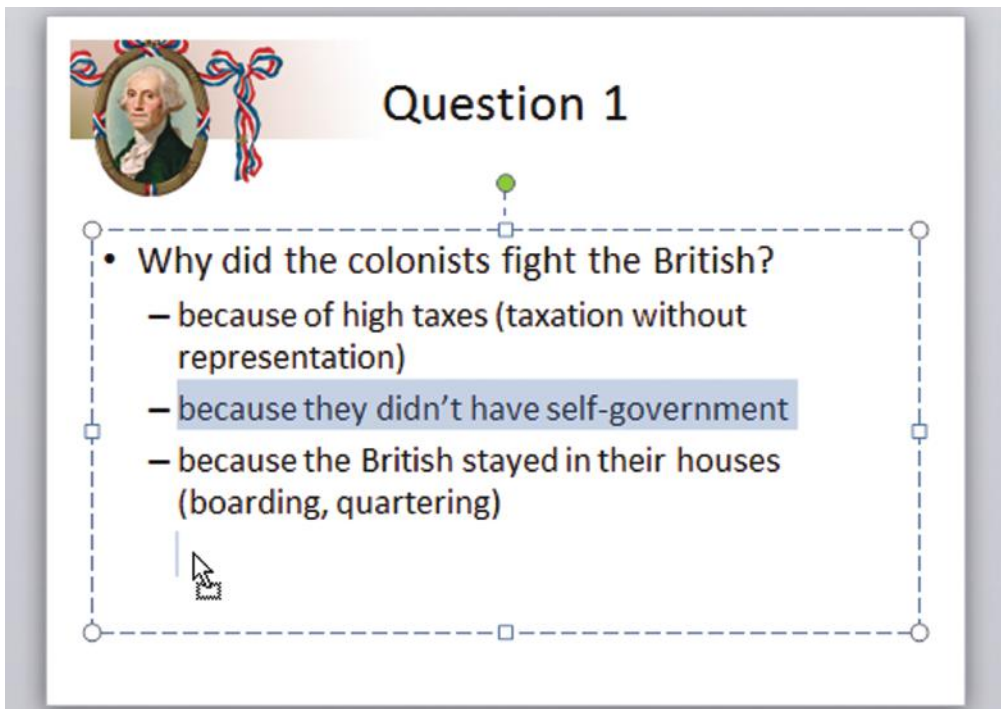 Question 1
• Why did the colonists fight the British?
– because of high taxes (taxation without
representation)
– because they didn't have self-government
– because the British stayed in their houses
(boarding, quartering)